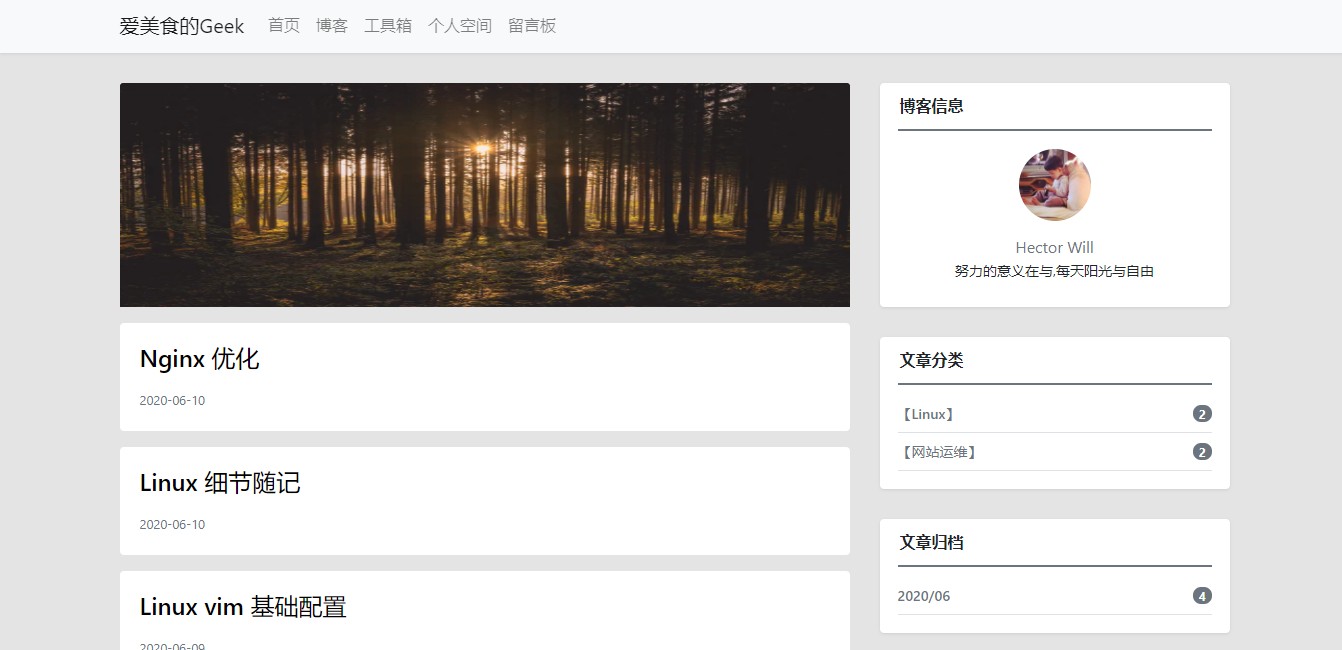 爱美食的Geek 首页 博客 工具箱 个人空间 留言板
Nginx 优化
2020-06-10
Linux 细节随记
2020-06-10
Linux vim 基础配置
2020-06-09
博客信息
Hector Will
努力的意义在与,每天阳光与自由
文章分类
【Linux】 2
【网站运维】 2
文章归档
2020/06 4